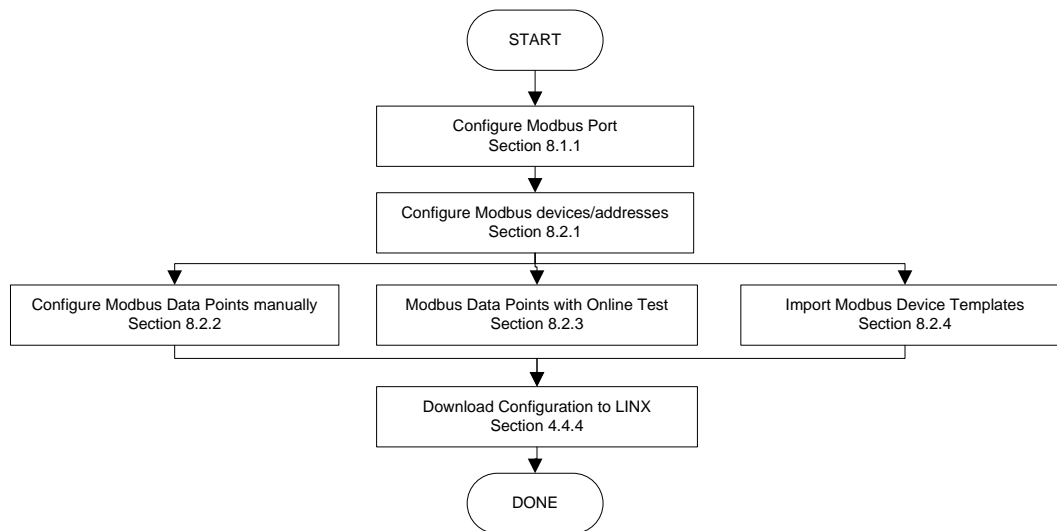 START
Configure Modbus Port
Section 8.1.1
Configure Modbus devices/addresses
Section 8.2.1
Configure Modbus Data Points manually
Section 8.2.2
Modbus Data Points with Online Test
Section 8.2.3
Import Modbus Device Templates
Section 8.2.4
Download Configuration to LINX
Section 4.4.4
DONE